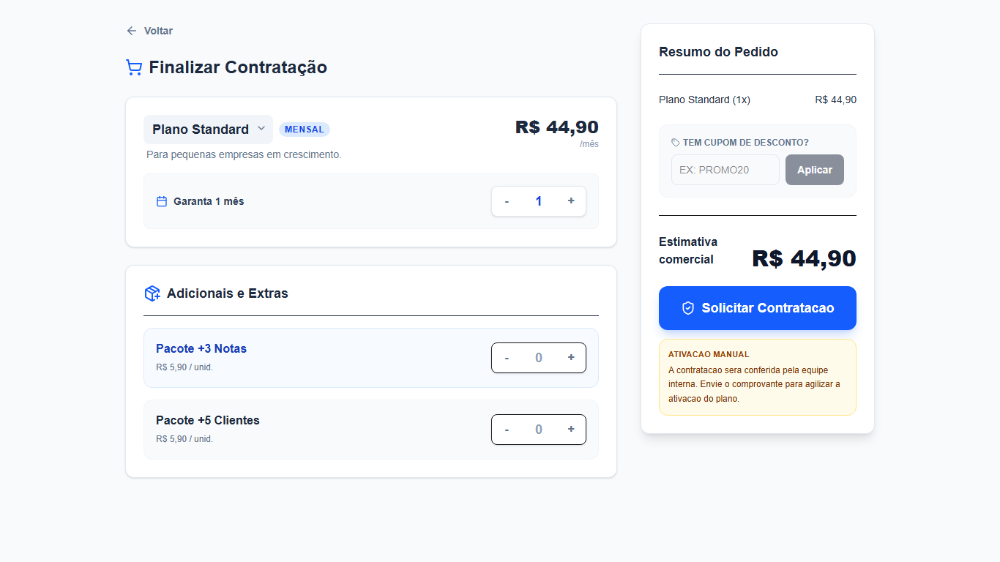 Voltar
Finalizar Contratação
Plano Standard
MENSAL
R$ 44,90
/mês
Para pequenas empresas em crescimento.
Garanta 1 mês
- 1 +
Adicionais e Extras
Pacote +3 Notas
R$ 5,90 / unid.
- 0 +
Pacote +5 Clientes
R$ 5,90 / unid.
- 0 +
Resumo do Pedido
Plano Standard (1x) R$ 44,90
TEM CUPOM DE DESCONTO?
EX: PROMO20
Aplicar
Estimativa
comercial
R$ 44,90
Solicitar Contratacao
ATIVACAO MANUAL
A contratacao sera conferida pela equipe
interna. Envie o comprovante para agilizar a
ativacao do plano.